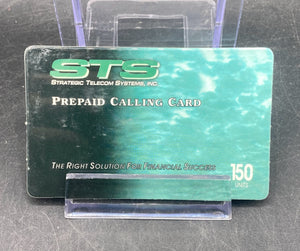 STS
STRATEGIC TELECOM SYSTEMS, INC.
PREPAID CALLING CARD
THE RIGHT SOLUTION FOR FINANCIAL SUCCESS
150
UNITS